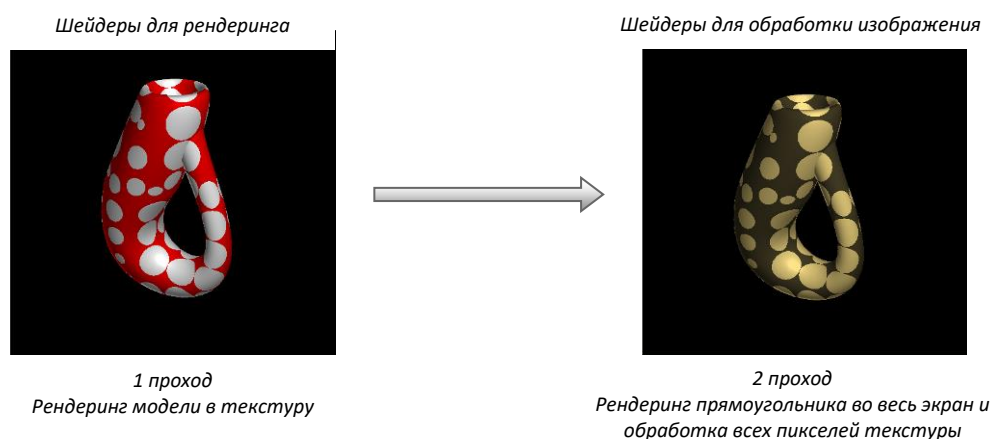 Шейдеры для рендеринга
Шейдеры для обработки изображения
1 проход
Рендеринг модели в текстуру
2 проход
Рендеринг прямоугольника во весь экран и
обработка всех пикселей текстуры